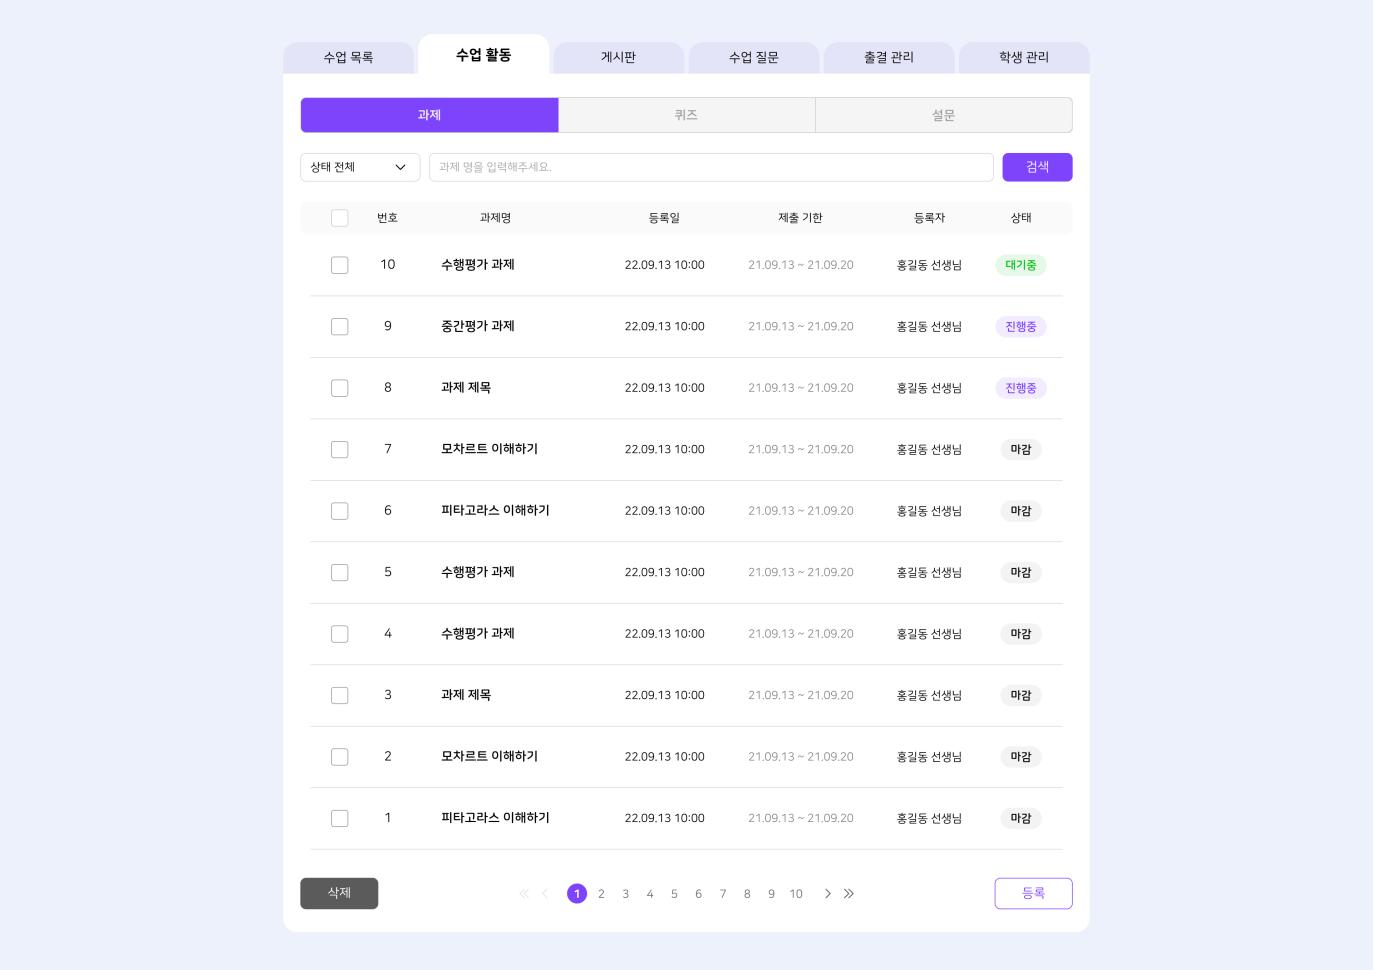 수업 목록 수업 활동 게시판 수업 질문 출결 관리 학생 관리
과제 퀴즈 설문
상태 전체 과제 명을 입력해주세요. 검색
번호 과제명 등록일 제출 기한 등록자 상태
10 수행평가 과제 22.09.13 10:00 21.09.13 ~ 21.09.20 홍길동 선생님 대기중
9 중간평가 과제 22.09.13 10:00 21.09.13 ~ 21.09.20 홍길동 선생님 진행중
8 과제 제목 22.09.13 10:00 21.09.13 ~ 21.09.20 홍길동 선생님 진행중
7 모차르트 이해하기 22.09.13 10:00 21.09.13 ~ 21.09.20 홍길동 선생님 마감
6 피타고라스 이해하기 22.09.13 10:00 21.09.13 ~ 21.09.20 홍길동 선생님 마감
5 수행평가 과제 22.09.13 10:00 21.09.13 ~ 21.09.20 홍길동 선생님 마감
4 수행평가 과제 22.09.13 10:00 21.09.13 ~ 21.09.20 홍길동 선생님 마감
3 과제 제목 22.09.13 10:00 21.09.13 ~ 21.09.20 홍길동 선생님 마감
2 모차르트 이해하기 22.09.13 10:00 21.09.13 ~ 21.09.20 홍길동 선생님 마감
1 피타고라스 이해하기 22.09.13 10:00 21.09.13 ~ 21.09.20 홍길동 선생님 마감
삭제 1 2 3 4 5 6 7 8 9 10 등록